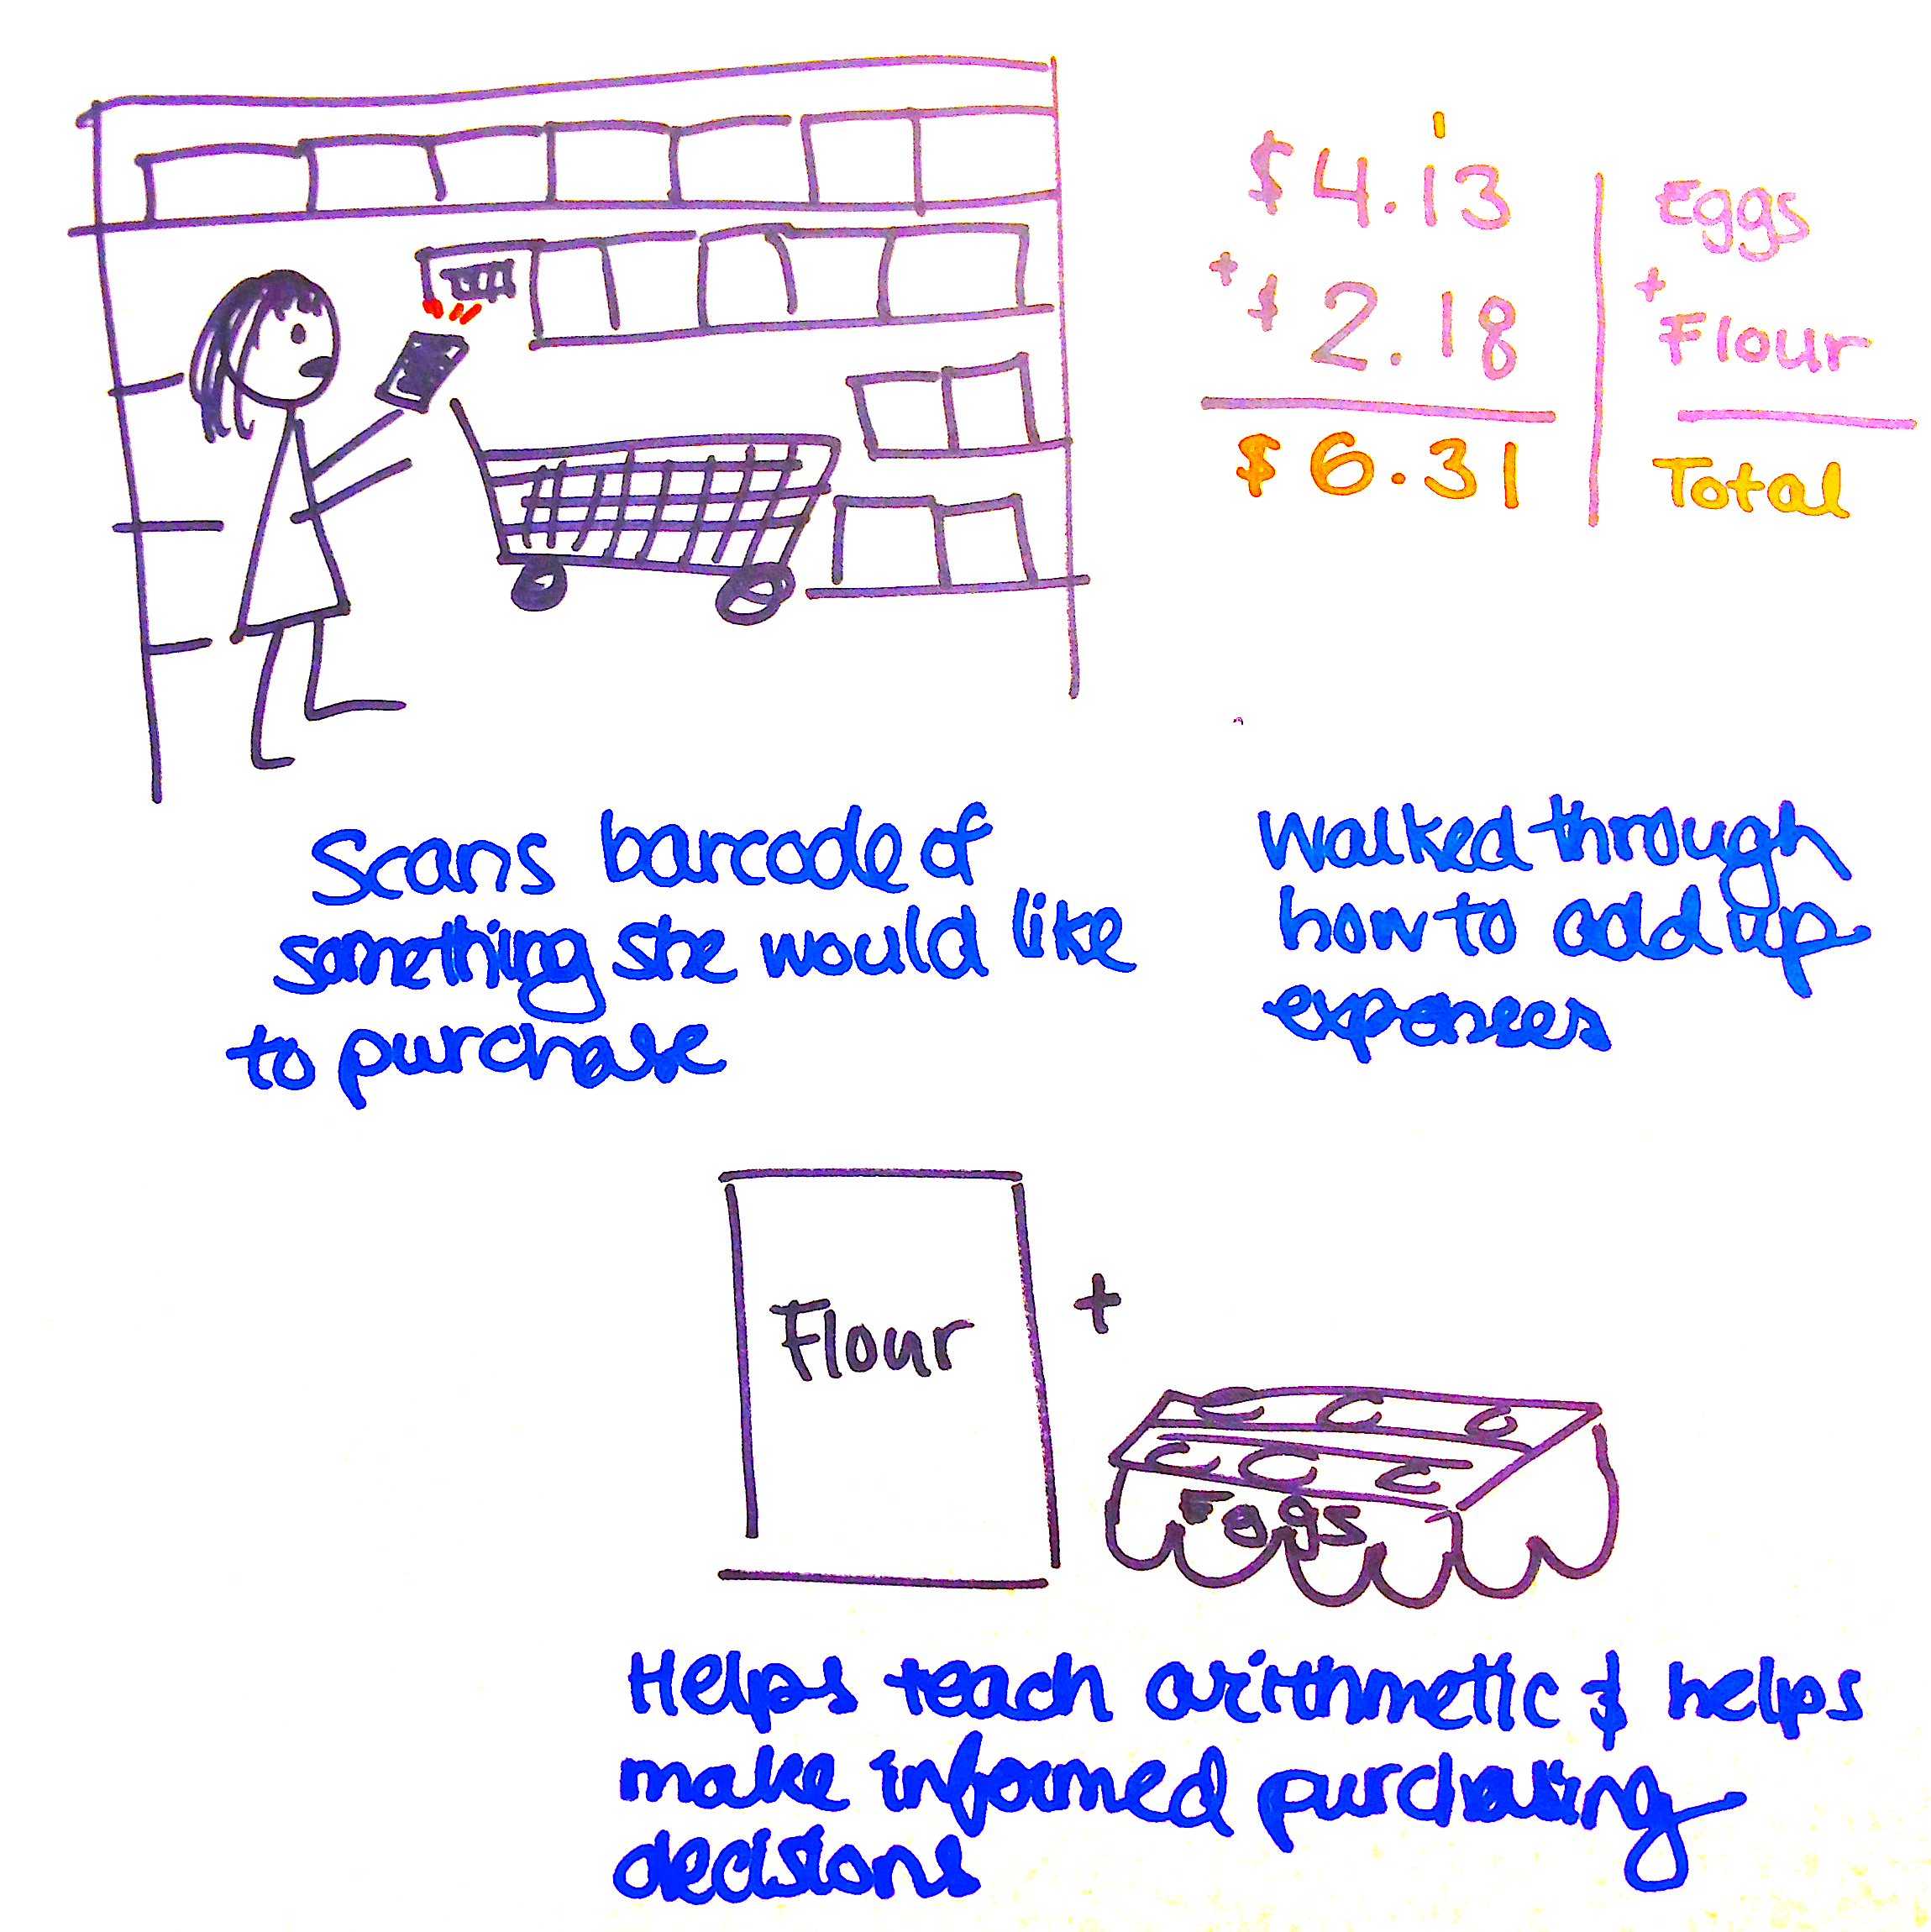 1
$4.13
+ $2.18
$6.31
Eggs
+
Flour
Total
Scans barcode of
something she would like
to purchase
walked through
how to add up
expenses
Flour
+
Eggs
Helps teach arithmetic & helps
make informed purchasing
decisions